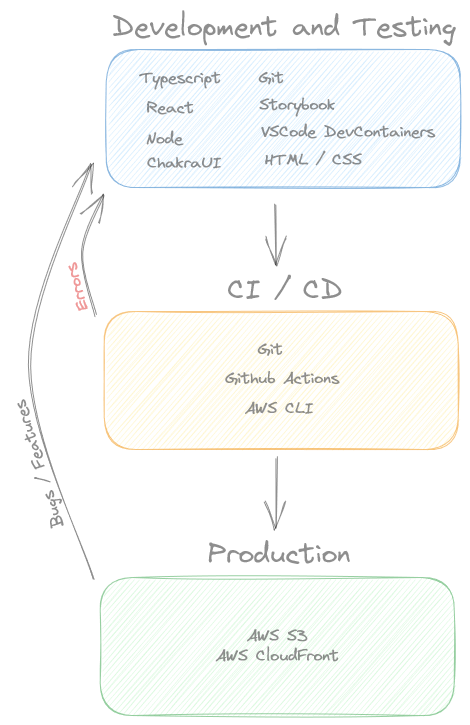 Development and Testing
Typescript
React
Node
ChakraUI
Git
Storybook
VSCode DevContainers
HTML / CSS
Errors
CI / CD
Git
Github Actions
AWS CLI
Bugs / Features
Production
AWS S3
AWS CloudFront